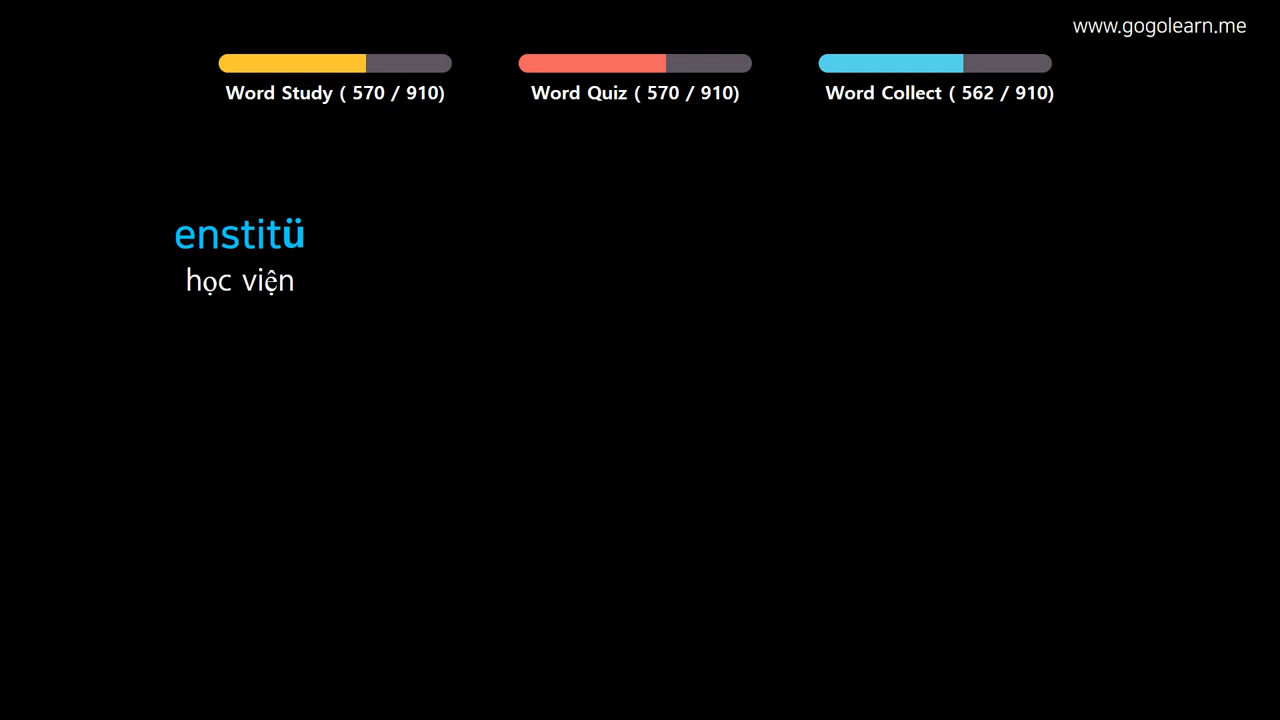 www.gogolearn.me
Word Study ( 570 / 910)
Word Quiz ( 570 / 910)
Word Collect ( 562 / 910)
enstitü
học viện